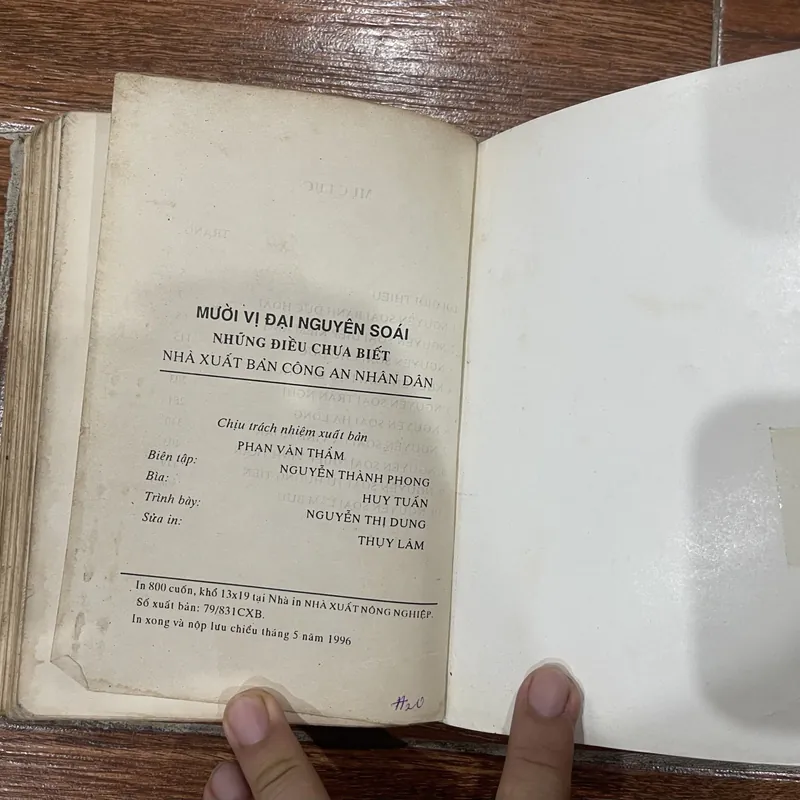 MƯỜI VỊ ĐẠI NGUYÊN SOÁI
NHỮNG ĐIỀU CHƯA BIẾT
NHÀ XUẤT BẢN CÔNG AN NHÂN DÂN
Chịu trách nhiệm xuất bản
PHAN VĂN THẨM
Biên tập: NGUYỄN THÀNH PHONG
Bìa: HUY TUẤN
Trình bày: NGUYỄN THỊ DUNG
Sửa in: THỤY LÂM
In 800 cuốn, khổ 13x19 tại Nhà in NHÀ XUẤT NÔNG NGHIỆP.
Số xuất bản: 79/831CXB.
In xong và nộp lưu chiểu tháng 5 năm 1996